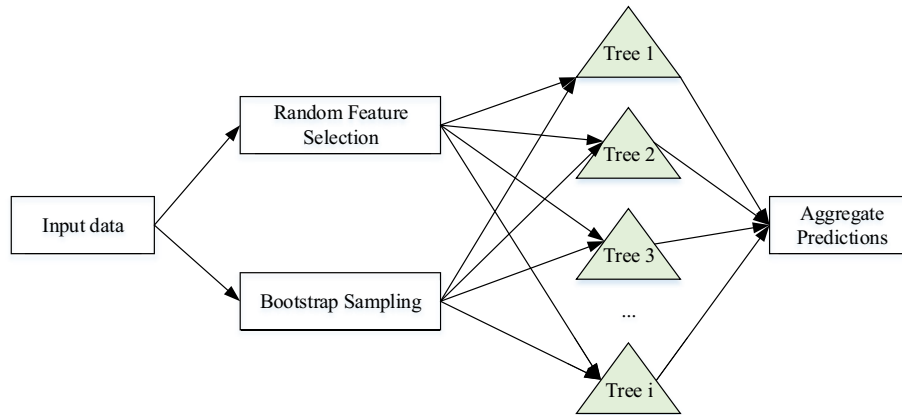 Input data
Random Feature
Selection
Bootstrap Sampling
Tree 1
Tree 2
Tree 3
...
Tree i
Aggregate
Predictions